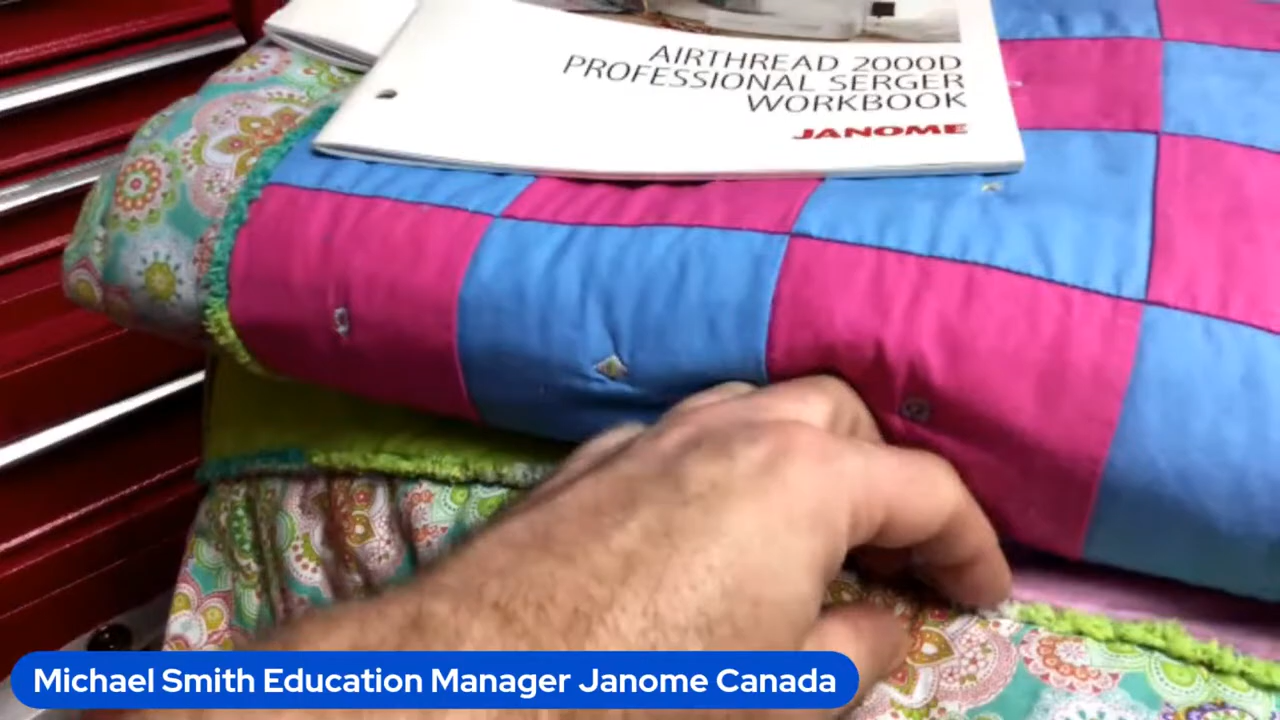 AIRTHREAD 2000D
PROFESSIONAL SERGER
WORKBOOK
JANOME
Michael Smith Education Manager Janome Canada